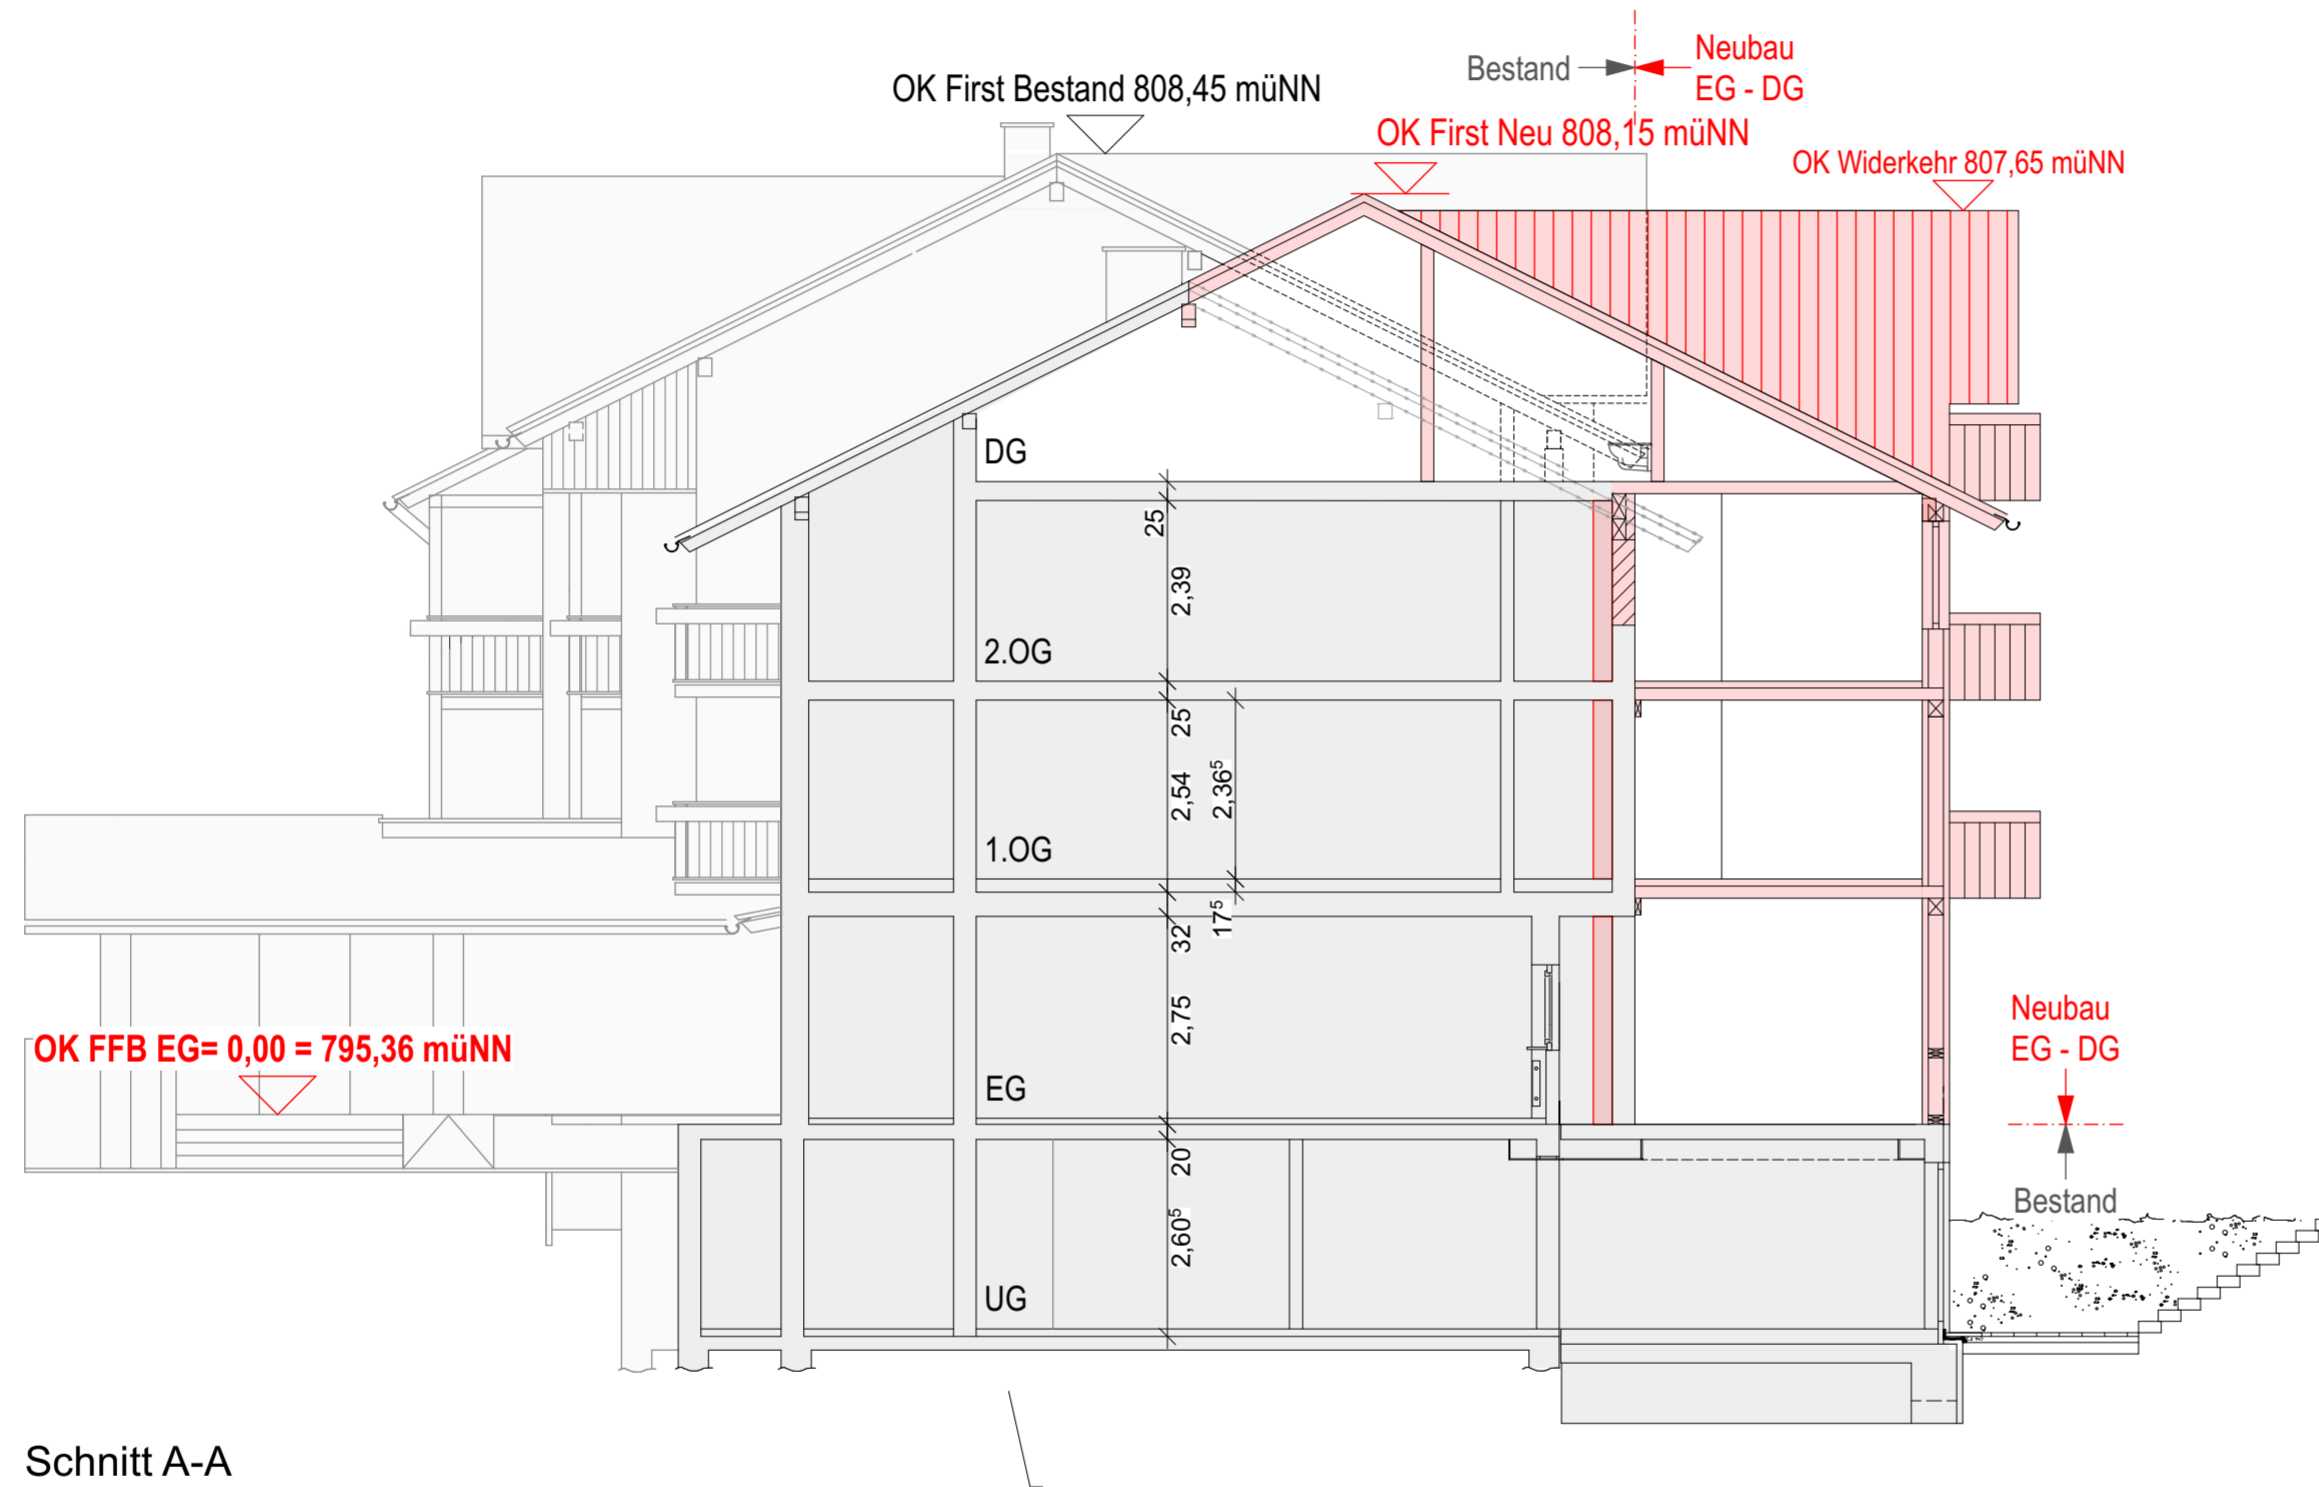 Bestand
Neubau
EG - DG
OK First Bestand 808,45 müNN
OK First Neu 808,15 müNN
OK Widerkehr 807,65 müNN
DG
25
2,39
2.OG
25
2,54
2,36⁵
1.OG
32
17⁵
2,75
EG
OK FFB EG= 0,00 = 795,36 müNN
Neubau
EG - DG
Bestand
20
2,60⁵
UG
Schnitt A-A